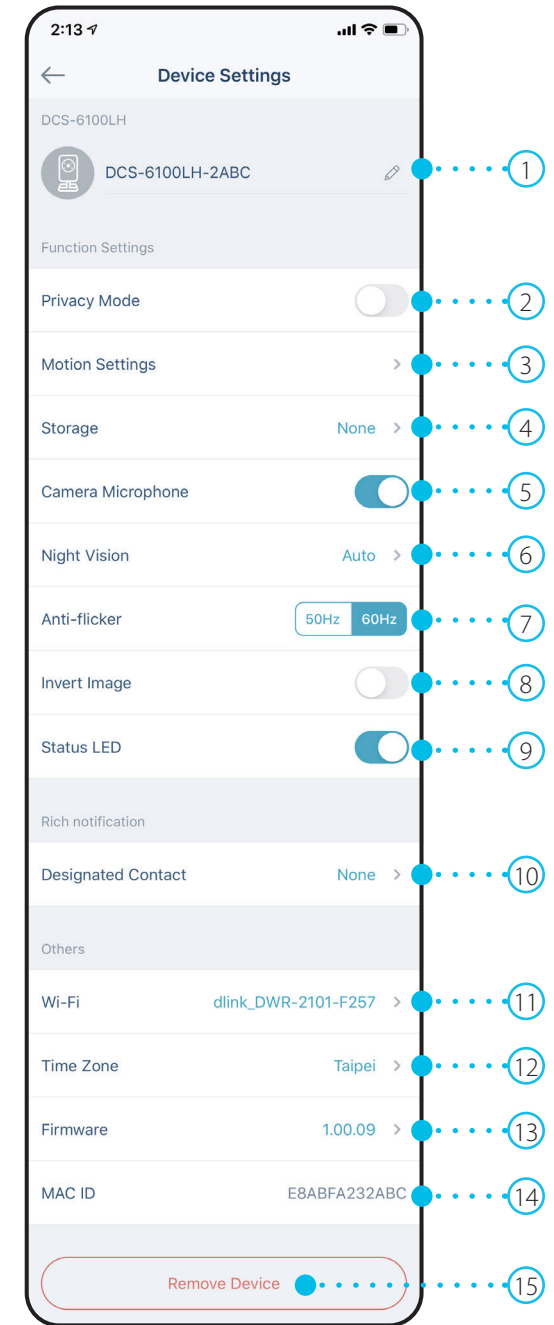 2:13
Device Settings
DCS-6100LH
DCS-6100LH-2ABC 1
Function Settings
Privacy Mode 2
Motion Settings 3
Storage None 4
Camera Microphone 5
Night Vision Auto 6
Anti-flicker 50Hz 60Hz 7
Invert Image 8
Status LED 9
Rich notification
Designated Contact None 10
Others
Wi-Fi dlink_DWR-2101-F257 11
Time Zone Taipei 12
Firmware 1.00.09 13
MAC ID E8ABFA232ABC 14
Remove Device 15